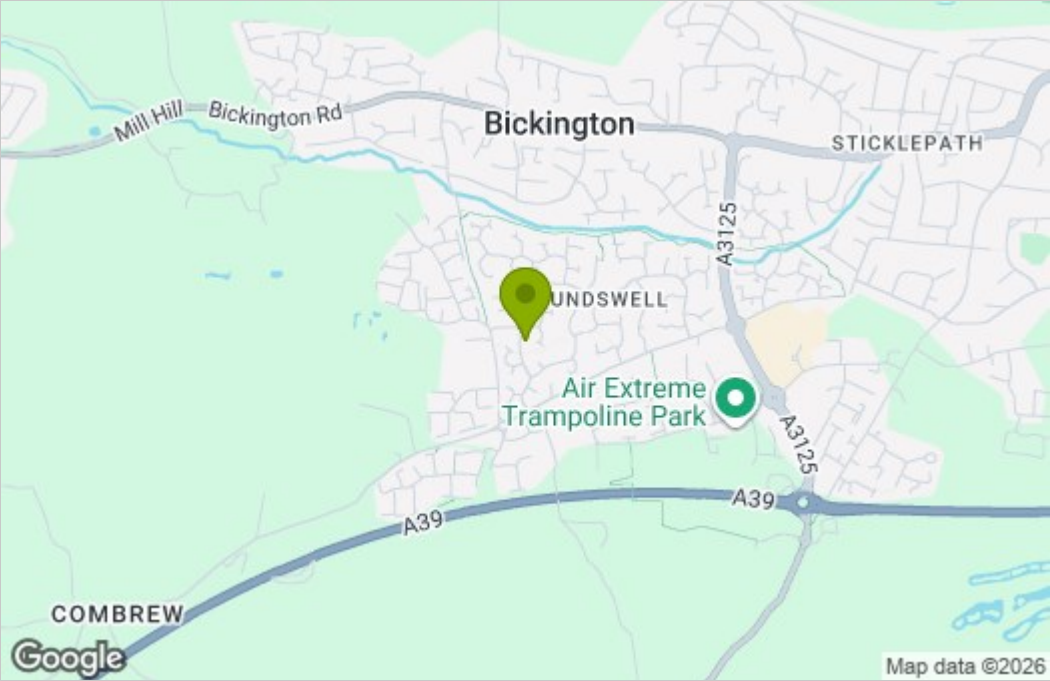 Mill Hill
Bickington Rd
Bickington
STICKLEPATH
A3125
UNDSWELL
Air Extreme
Trampoline Park
A3125
A39
A39
COMBREW
Google
Map data ©2026